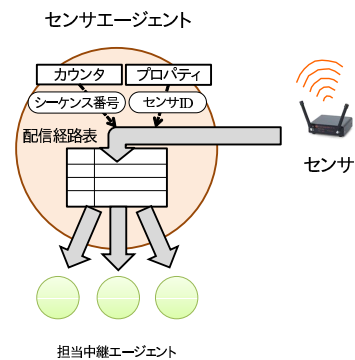 センサエージェント
カウンタ
プロパティ
シーケンス番号
センサID
配信経路表
センサ
担当中継エージェント